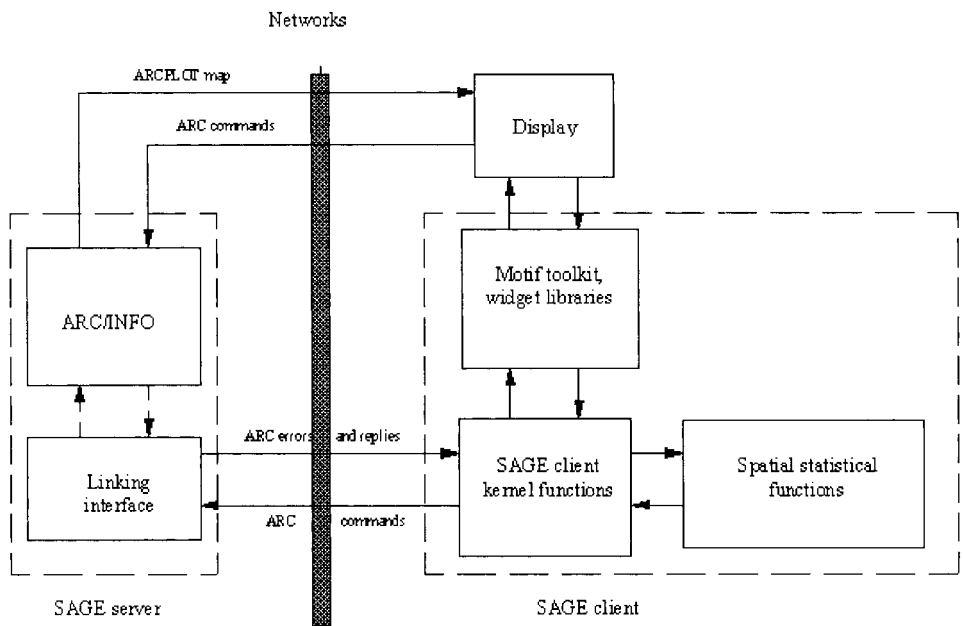 Networks
ARCPLOT map
Display
ARC commands
Motif toolkit,
widget libraries
ARC/INFO
ARC errors and replies
SAGE client
kernel functions
Spatial statistical
functions
Linking
interface
ARC commands
SAGE server
SAGE client